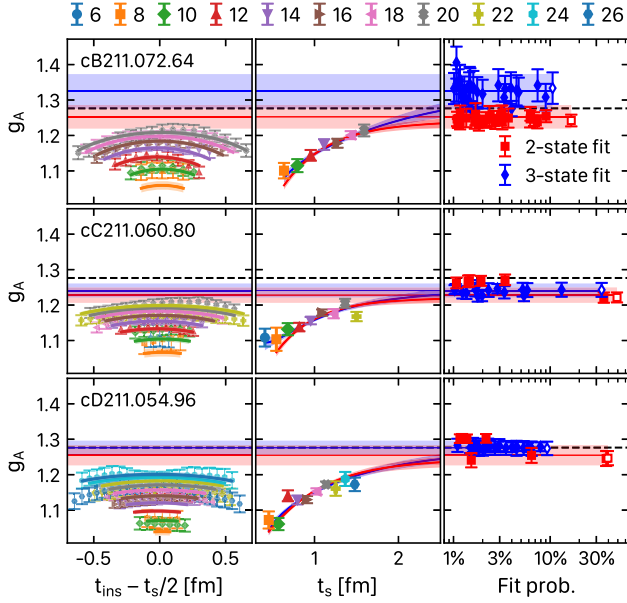 6 8 10 12 14 16 18 20 22 24 26
cB211.072.64
g_A
1.4
1.3
1.2
1.1
2-state fit
3-state fit
cC211.060.80
g_A
1.4
1.3
1.2
1.1
cD211.054.96
g_A
1.4
1.3
1.2
1.1
-0.5 0.0 0.5 1 2 1% 3% 10% 30%
t_ins − t_s/2 [fm] t_s [fm] Fit prob.